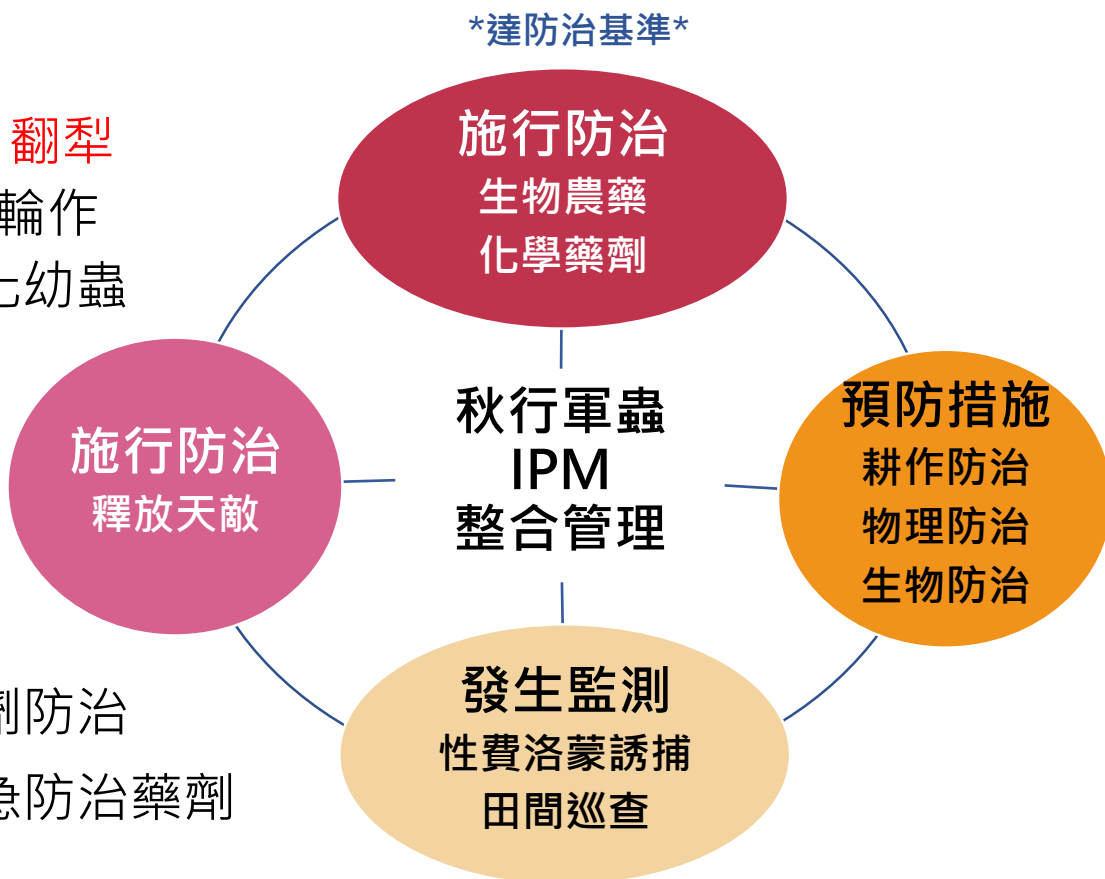 *達防治基準*
翻犁
輪作
化幼蟲
劑防治
急防治藥劑
施行防治
生物農藥
化學藥劑
預防措施
耕作防治
物理防治
生物防治
發生監測
性費洛蒙誘捕
田間巡查
施行防治
釋放天敵
秋行軍蟲
IPM
整合管理